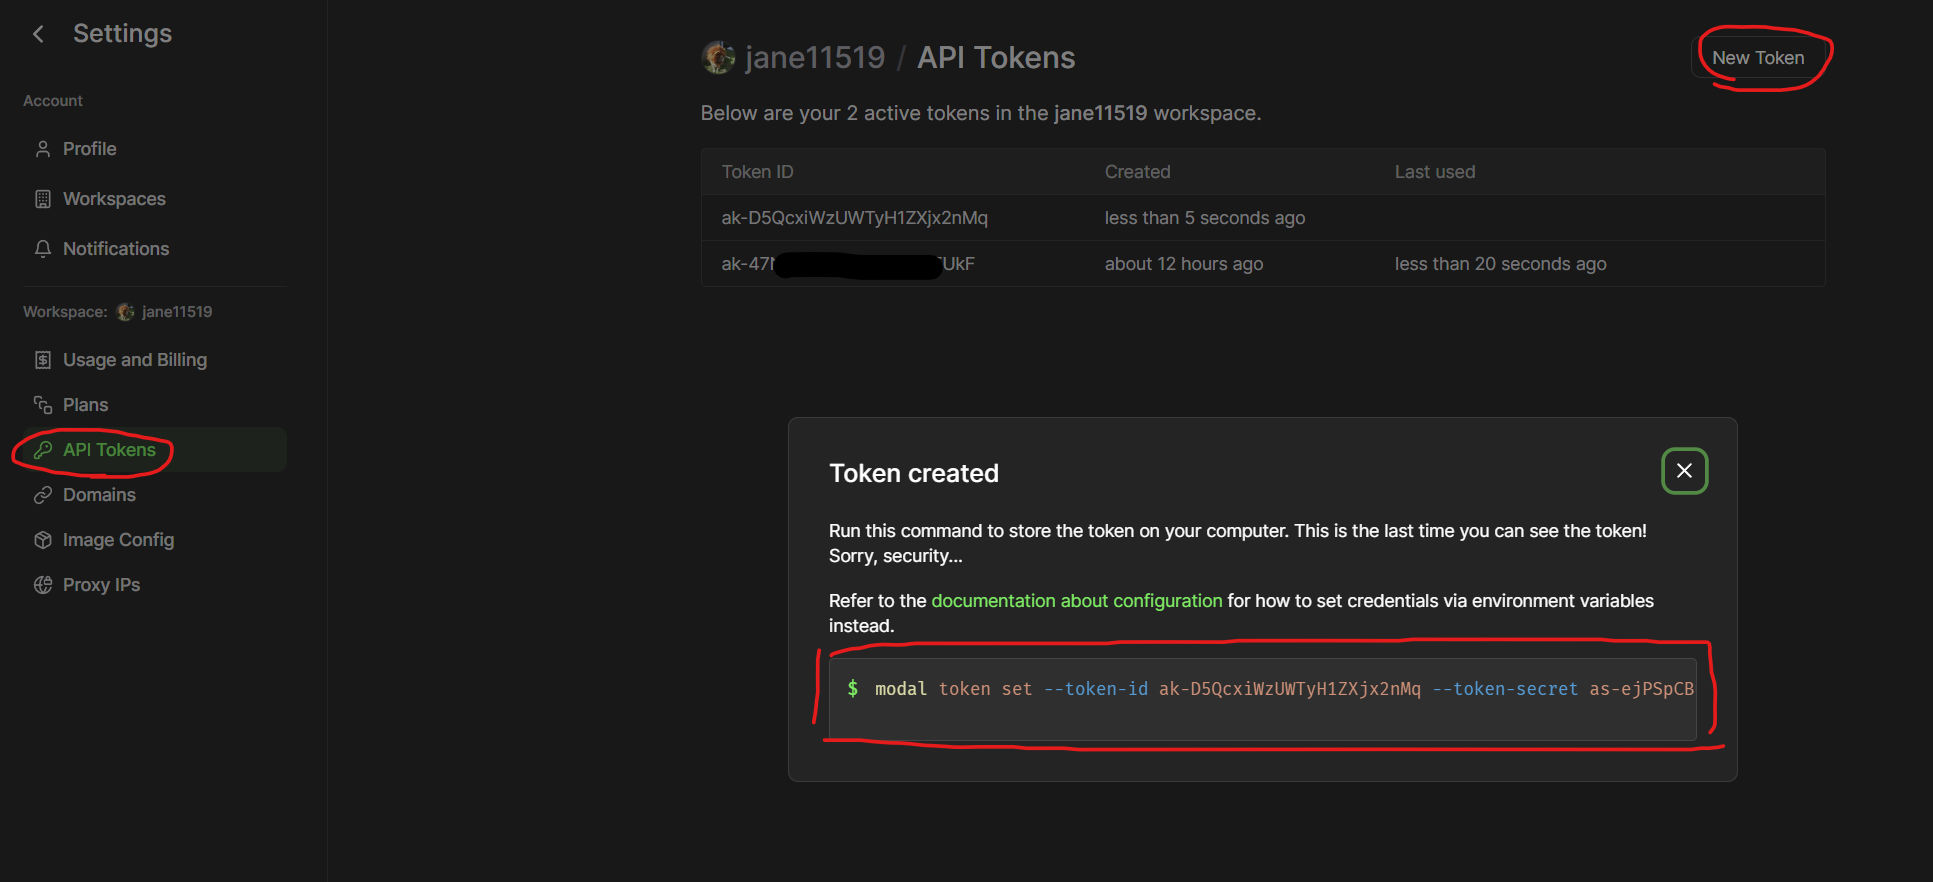 Settings
Account
Profile
Workspaces
Notifications
Workspace: jane11519
Usage and Billing
Plans
API Tokens
Domains
Image Config
Proxy IPs
jane11519 / API Tokens
New Token
Below are your 2 active tokens in the jane11519 workspace.
Token ID Created Last used
ak-D5QcxiWzUWTyH1ZXjx2nMq less than 5 seconds ago
ak-47 UkF about 12 hours ago less than 20 seconds ago
Token created
Run this command to store the token on your computer. This is the last time you can see the token!
Sorry, security...
Refer to the documentation about configuration for how to set credentials via environment variables
instead.
$ modal token set --token-id ak-D5QcxiWzUWTyH1ZXjx2nMq --token-secret as-ejPSpCB